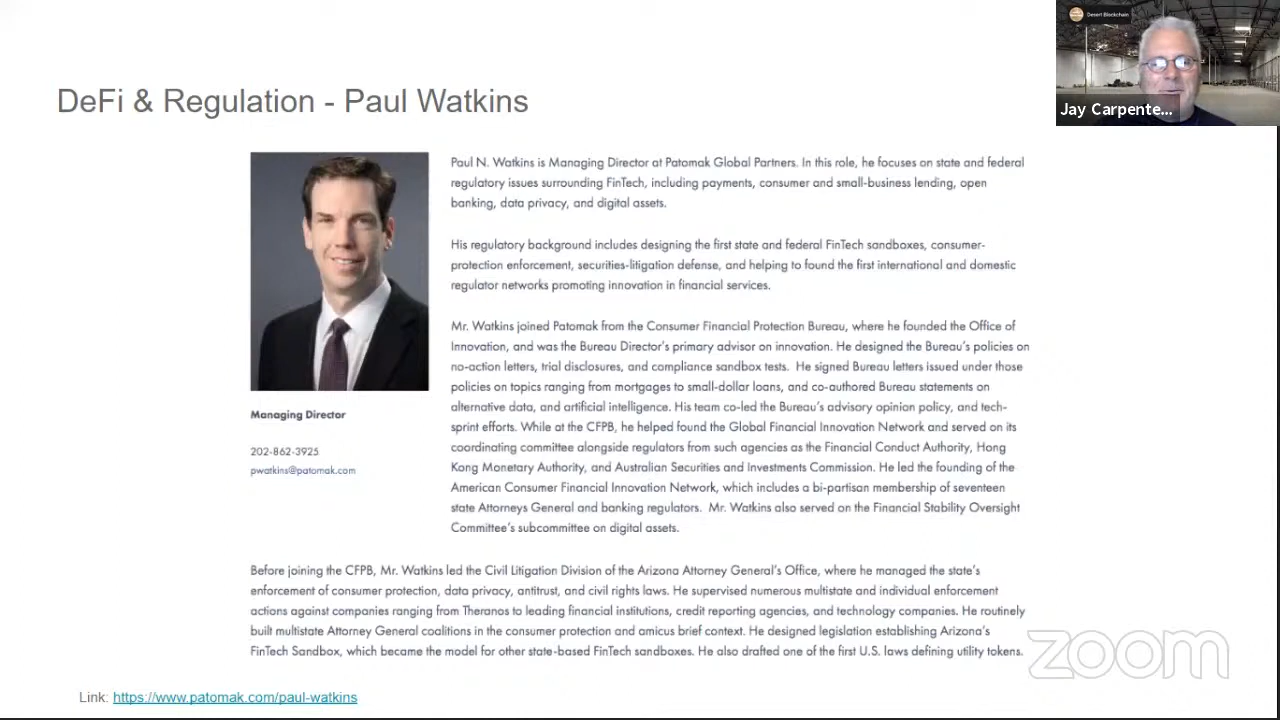 Desert Blockchain
Jay Carpente...
DeFi & Regulation - Paul Watkins
Paul N. Watkins is Managing Director at Patomak Global Partners. In this role, he focuses on state and federal
regulatory issues surrounding FinTech, including payments, consumer and small-business lending, open
banking, data privacy, and digital assets.
His regulatory background includes designing the first state and federal FinTech sandboxes, consumer-
protection enforcement, securities-litigation defense, and helping to found the first international and domestic
regulator networks promoting innovation in financial services.
Mr. Watkins joined Patomak from the Consumer Financial Protection Bureau, where he founded the Office of
Innovation, and was the Bureau Director's primary advisor on innovation. He designed the Bureau's policies on
no-action letters, trial disclosures, and compliance sandbox tests. He signed Bureau letters issued under those
policies on topics ranging from mortgages to small-dollar loans, and co-authored Bureau statements on
alternative data, and artificial intelligence. His team co-led the Bureau's advisory opinion policy, and tech-
sprint efforts. While at the CFPB, he helped found the Global Financial Innovation Network and served on its
coordinating committee alongside regulators from such agencies as the Financial Conduct Authority, Hong
Kong Monetary Authority, and Australian Securities and Investments Commission. He led the founding of the
American Consumer Financial Innovation Network, which includes a bi-partisan membership of seventeen
state Attorneys General and banking regulators. Mr. Watkins also served on the Financial Stability Oversight
Committee's subcommittee on digital assets.
Managing Director
202-862-3925
pwatkins@patomak.com
Before joining the CFPB, Mr. Watkins led the Civil Litigation Division of the Arizona Attorney General's Office, where he managed the state's
enforcement of consumer protection, data privacy, antitrust, and civil rights laws. He supervised numerous multistate and individual enforcement
actions against companies ranging from Theranos to leading financial institutions, credit reporting agencies, and technology companies. He routinely
built multistate Attorney General coalitions in the consumer protection and amicus brief context. He designed legislation establishing Arizona's
FinTech Sandbox, which became the model for other state-based FinTech sandboxes. He also drafted one of the first U.S. laws defining utility tokens.
zoom
Link: https://www.patomak.com/paul-watkins